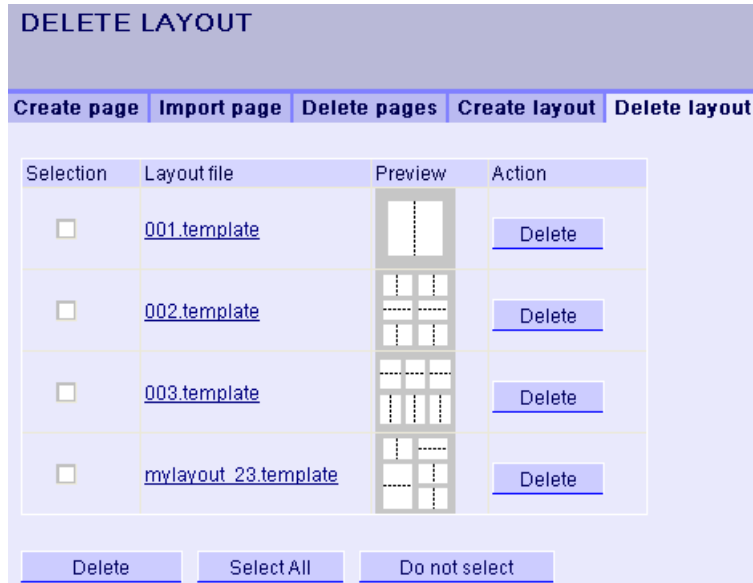 DELETE LAYOUT
Create page Import page Delete pages Create layout Delete layout
Selection Layout file Preview Action
001.template Delete
002.template Delete
003.template Delete
mylayout_23.template Delete
Delete Select All Do not select